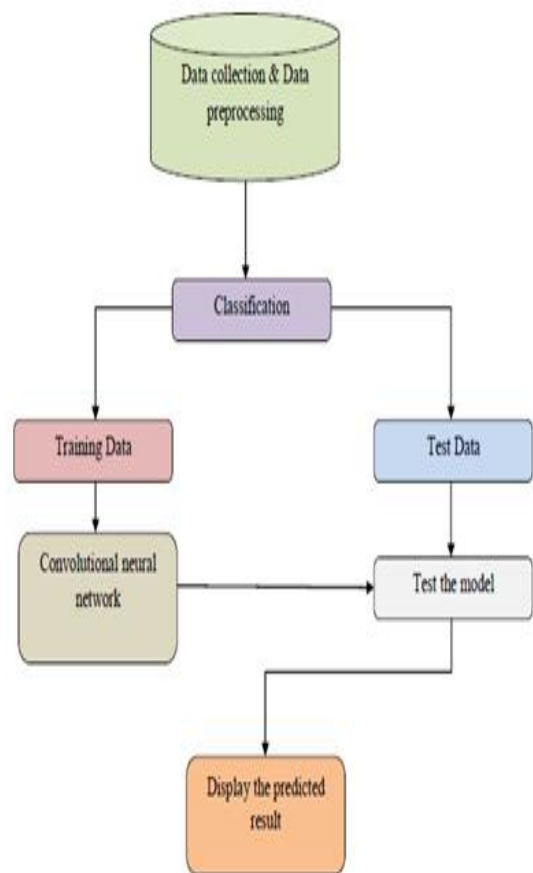 Data collection & Data
preprocessing
Classification
Training Data
Test Data
Convolutional neural
network
Test the model
Display the predicted
result